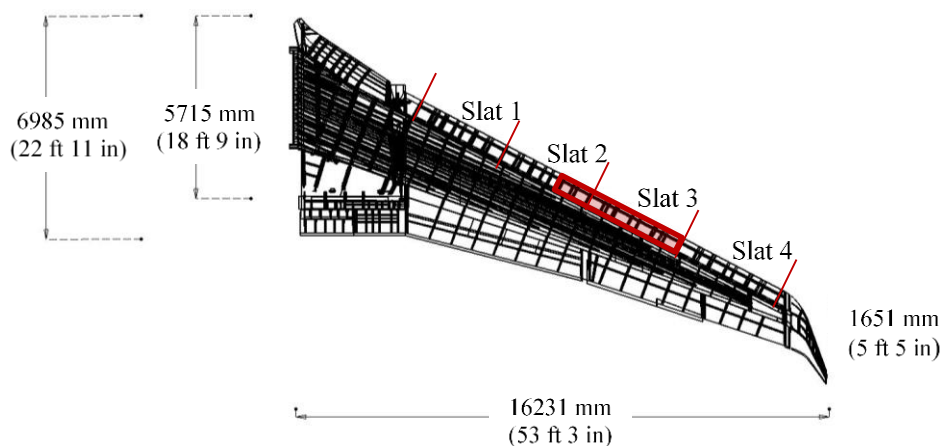 6985 mm
(22 ft 11 in)
5715 mm
(18 ft 9 in)
Slat 1
Slat 2
Slat 3
Slat 4
1651 mm
(5 ft 5 in)
16231 mm
(53 ft 3 in)